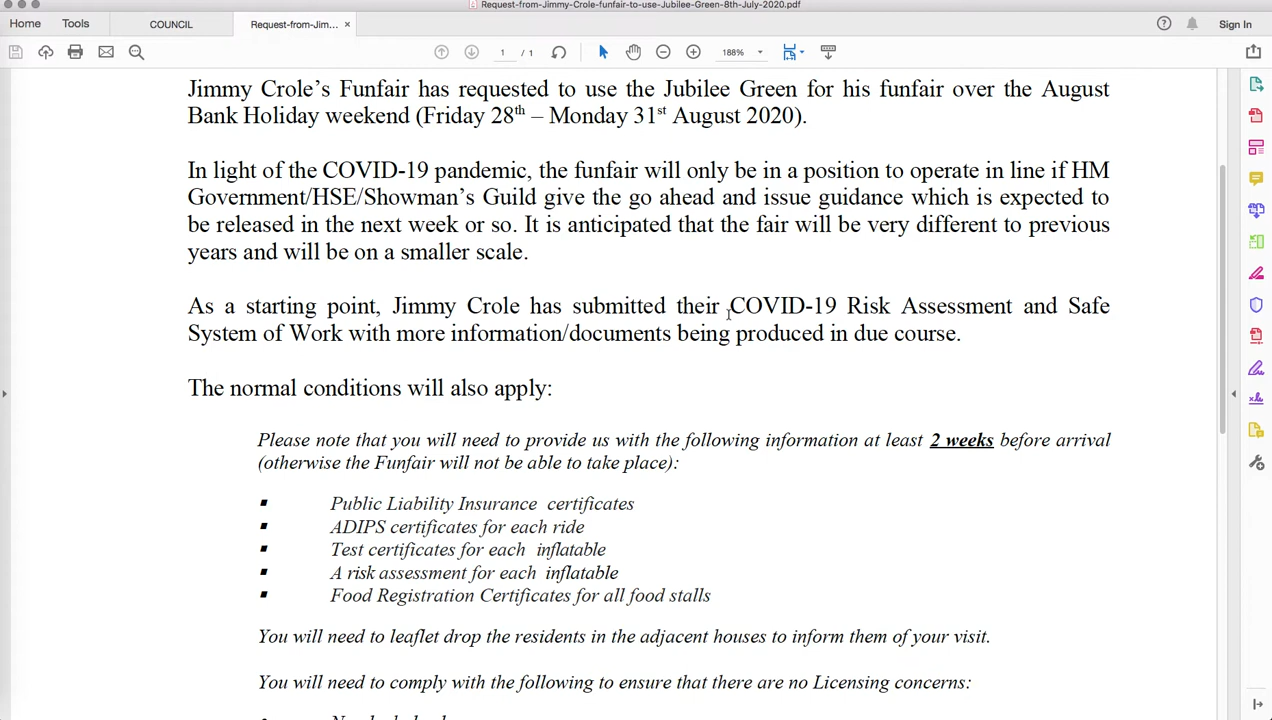 Request-from-Jimmy-Crole-funfair-to-use-Jubilee-Green-8th-July-2020.pdf
Home Tools COUNCIL Request-from-Jim... × Sign In
1 / 1 188%
Jimmy Crole's Funfair has requested to use the Jubilee Green for his funfair over the August
Bank Holiday weekend (Friday 28th – Monday 31st August 2020).
In light of the COVID-19 pandemic, the funfair will only be in a position to operate in line if HM
Government/HSE/Showman's Guild give the go ahead and issue guidance which is expected to
be released in the next week or so. It is anticipated that the fair will be very different to previous
years and will be on a smaller scale.
As a starting point, Jimmy Crole has submitted their COVID-19 Risk Assessment and Safe
System of Work with more information/documents being produced in due course.
The normal conditions will also apply:
Please note that you will need to provide us with the following information at least 2 weeks before arrival
(otherwise the Funfair will not be able to take place):
▪ Public Liability Insurance certificates
▪ ADIPS certificates for each ride
▪ Test certificates for each inflatable
▪ A risk assessment for each inflatable
▪ Food Registration Certificates for all food stalls
You will need to leaflet drop the residents in the adjacent houses to inform them of your visit.
You will need to comply with the following to ensure that there are no Licensing concerns: